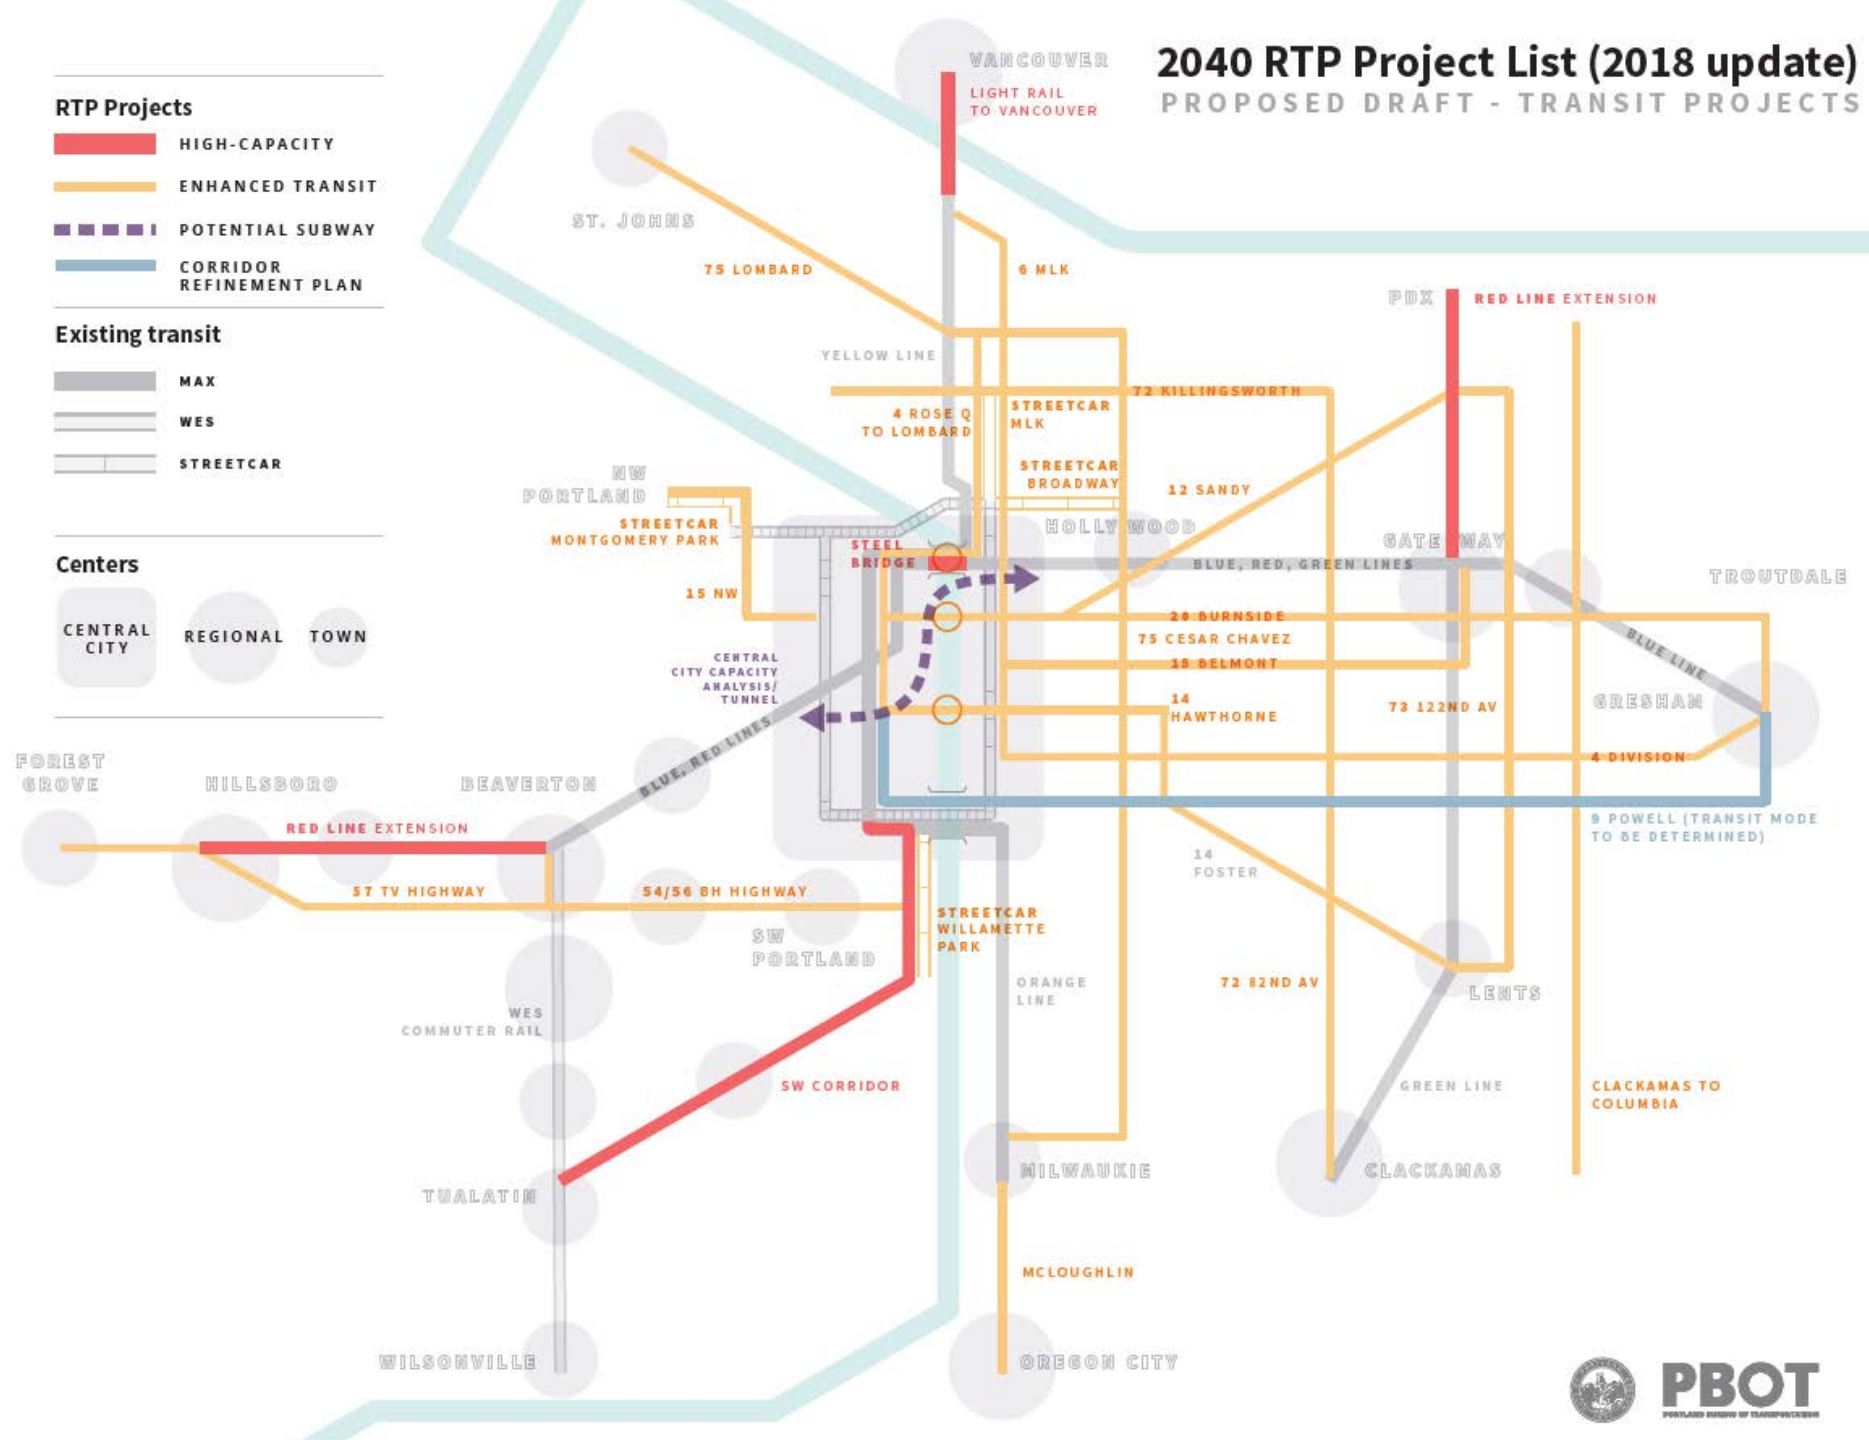 2040 RTP Project List (2018 update)
PROPOSED DRAFT - TRANSIT PROJECTS
RTP Projects
HIGH-CAPACITY
ENHANCED TRANSIT
POTENTIAL SUBWAY
CORRIDOR
REFINEMENT PLAN
Existing transit
MAX
WES
STREETCAR
Centers
CENTRAL
CITY
REGIONAL
TOWN
VANCOUVER
LIGHT RAIL
TO VANCOUVER
ST. JOHNS
75 LOMBARD
6 MLK
PDX
RED LINE EXTENSION
YELLOW LINE
72 KILLINGSWORTH
4 ROSE Q
TO LOMBARD
STREETCAR
MLK
STREETCAR
BROADWAY
12 SANDY
NW
PORTLAND
STREETCAR
MONTGOMERY PARK
HOLLYWOOD
STEEL
BRIDGE
GATEWAY
BLUE, RED, GREEN LINES
TROUTDALE
15 NW
20 BURNSIDE
75 CESAR CHAVEZ
15 BELMONT
BLUE LINE
CENTRAL
CITY CAPACITY
ANALYSIS/
TUNNEL
14
HAWTHORNE
73 122ND AV
GRESHAM
4 DIVISION
BLUE, RED LINES
FOREST
GROVE
HILLSBORO
BEAVERTON
RED LINE EXTENSION
9 POWELL (TRANSIT MODE
TO BE DETERMINED)
14
FOSTER
57 TV HIGHWAY
54/56 BH HIGHWAY
STREETCAR
WILLAMETTE
PARK
SW
PORTLAND
ORANGE
LINE
72 82ND AV
LENTS
WES
COMMUTER RAIL
SW CORRIDOR
GREEN LINE
CLACKAMAS TO
COLUMBIA
MILWAUKIE
CLACKAMAS
TUALATIN
MCLOUGHLIN
WILSONVILLE
OREGON CITY
PBOT
PORTLAND BUREAU OF TRANSPORTATION